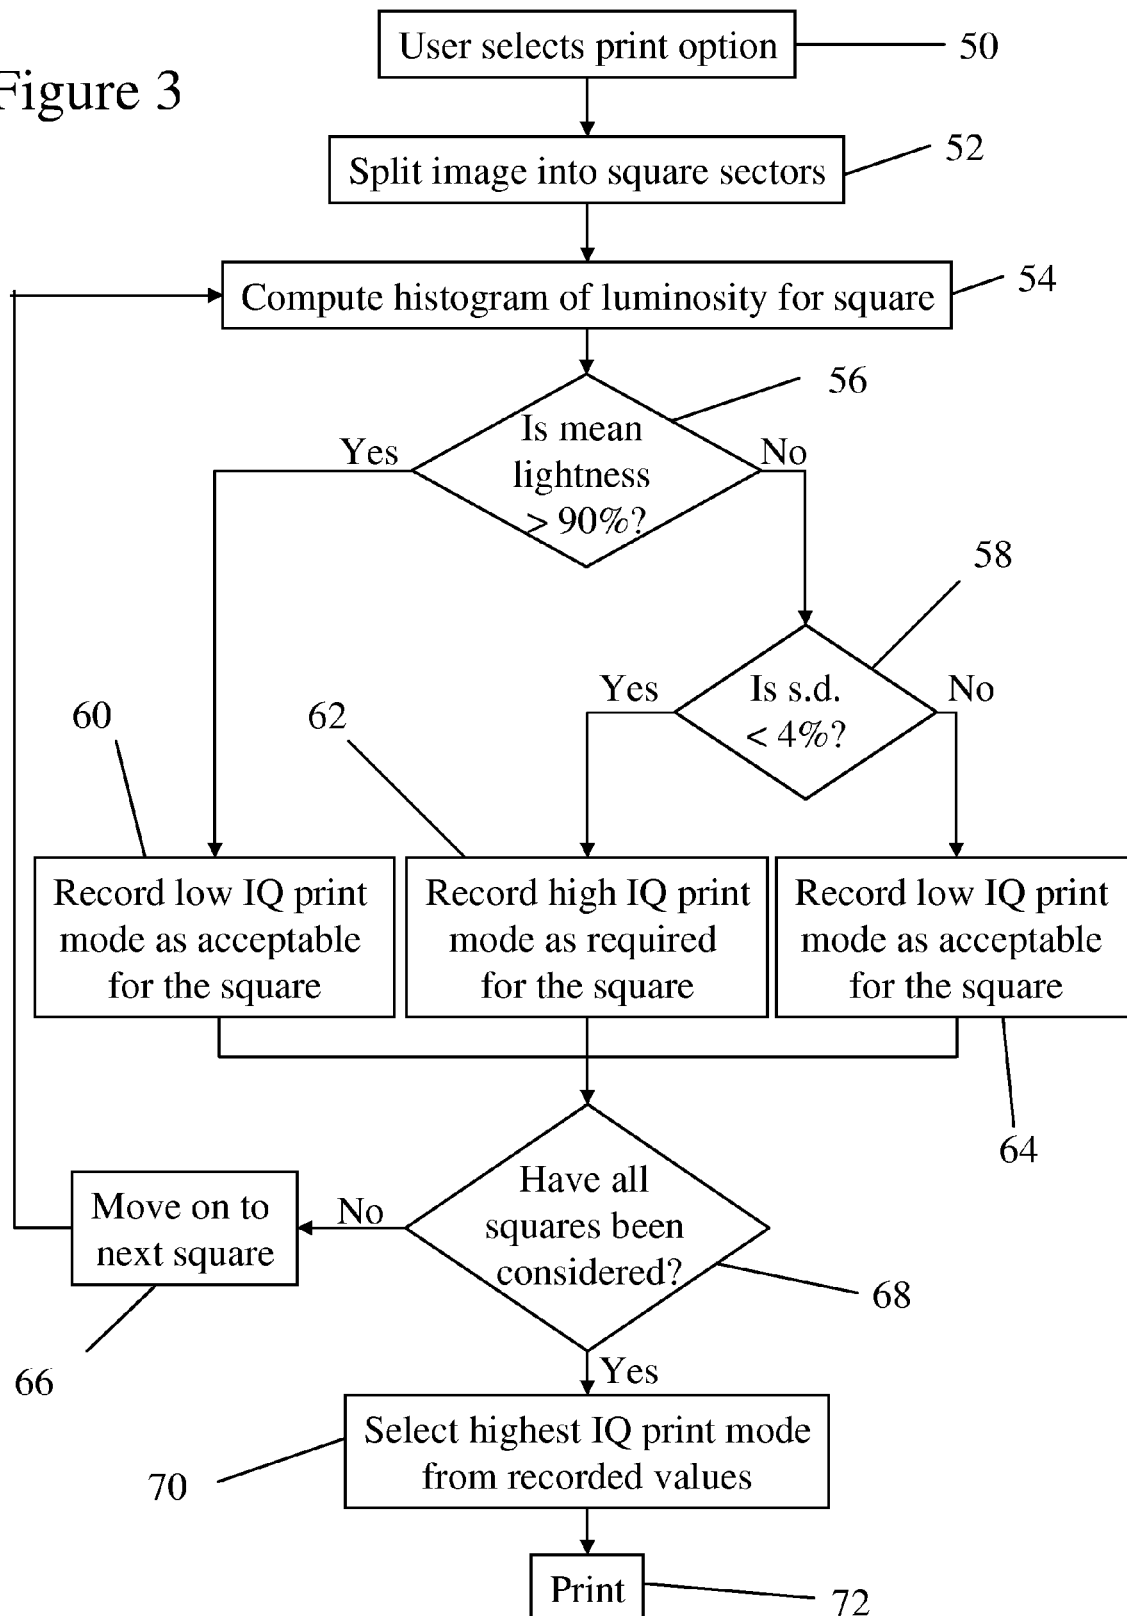 User selects print option
50
Figure 3
Split image into square sectors
52
Compute histogram of luminosity for square
54
56
Is mean
lightness
> 90%?
Yes
No
58
Is s.d.
< 4%?
Yes
No
60
62
Record low IQ print
mode as acceptable
for the square
Record high IQ print
mode as required
for the square
Record low IQ print
mode as acceptable
for the square
64
Have all
squares been
considered?
No
Move on to
next square
68
66
Yes
Select highest IQ print mode
from recorded values
70
Print
72